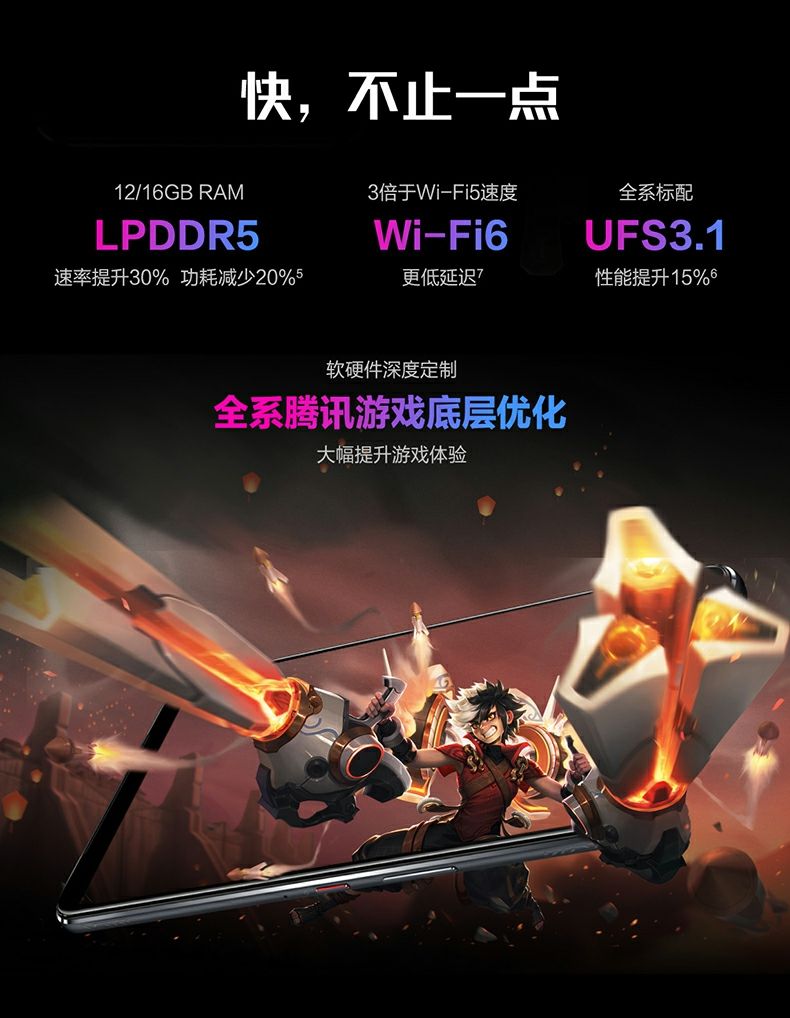 快，不止一点
12/16GB RAM
LPDDR5
速率提升30% 功耗减少20%⁵
3倍于Wi-Fi5速度
Wi-Fi6
更低延迟⁷
全系标配
UFS3.1
性能提升15%⁶
软硬件深度定制
全系腾讯游戏底层优化
大幅提升游戏体验